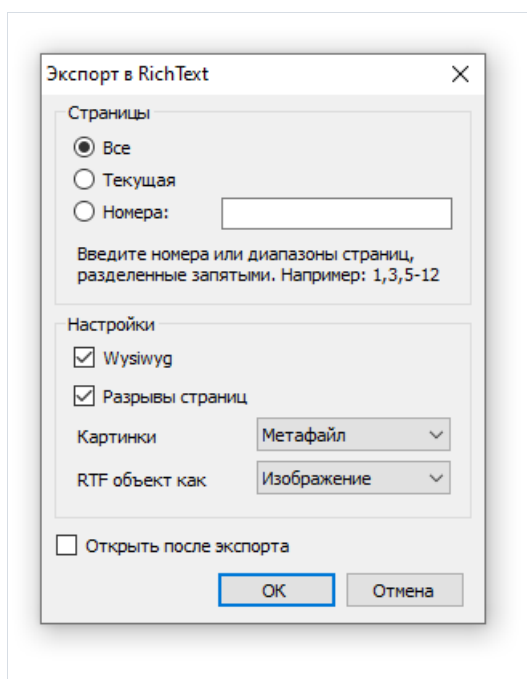 Экспорт в RichText
Страницы
Все
Текущая
Номера:
Введите номера или диапазоны страниц,
разделенные запятыми. Например: 1,3,5-12
Настройки
Wysiwyg
Разрывы страниц
Картинки Метафайл
RTF объект как Изображение
Открыть после экспорта
ОК Отмена